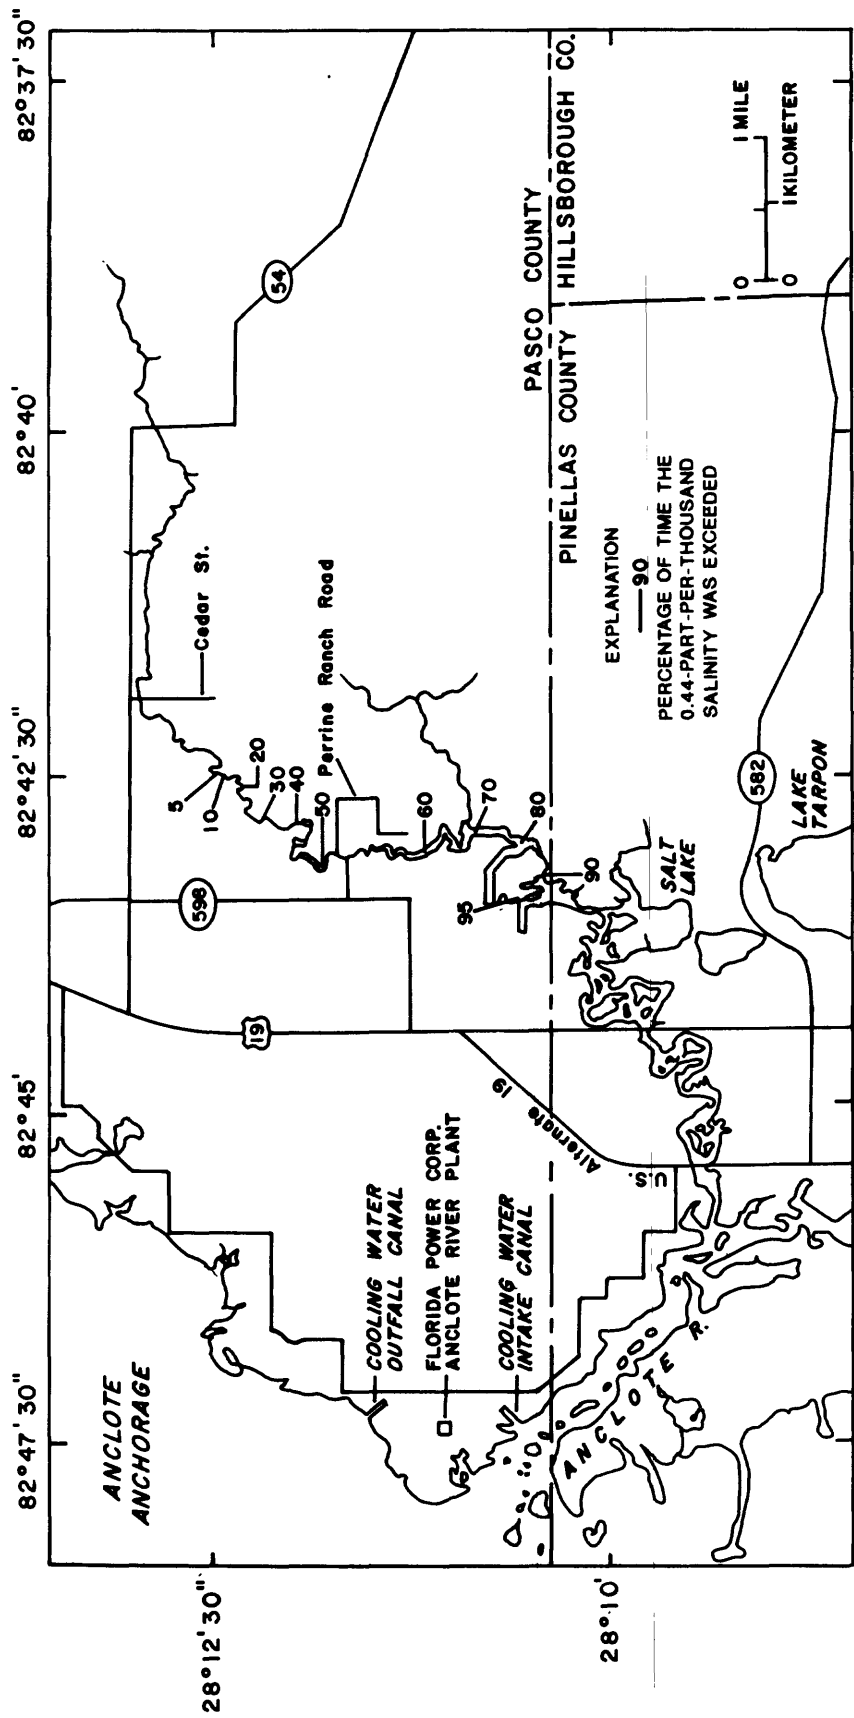 82°47'30"
82°45'
82°42'30"
82°40'
82°37'30"
28°12'30"
28°10'
ANCLOTE
ANCHORAGE
COOLING WATER
OUTFALL CANAL
FLORIDA POWER CORP.
ANCLOTE RIVER PLANT
COOLING WATER
INTAKE CANAL
ANCLOTE R.
19
U.S.
Alternate 19
598
54
582
Cedar St.
Perrine Ranch Road
5
10
20
30
40
50
60
70
80
90
95
SALT
LAKE
LAKE
TARPON
PASCO COUNTY
PINELLAS COUNTY
HILLSBOROUGH CO.
EXPLANATION
90
PERCENTAGE OF TIME THE
0.44-PART-PER-THOUSAND
SALINITY WAS EXCEEDED
0 1 MILE
0 1 KILOMETER